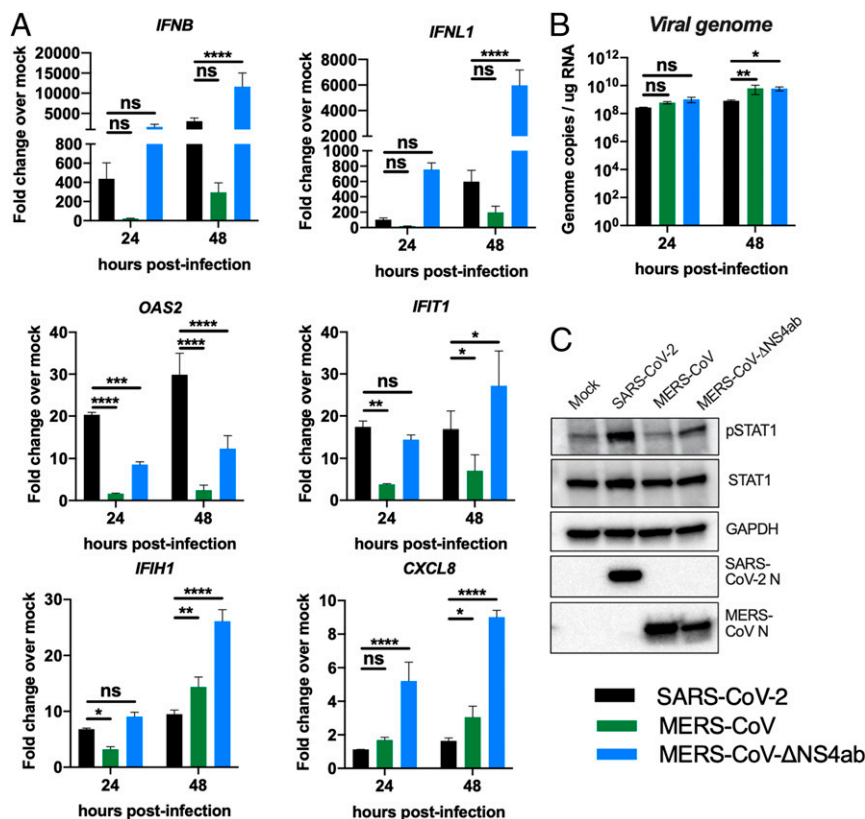 A
IFNB
Fold change over mock
20000
15000
10000
5000
800
600
400
200
0
ns
ns
ns
****
24
48
hours post-infection
IFNL1
Fold change over mock
8000
6000
4000
2000
1000
800
600
400
200
0
ns
ns
ns
****
24
48
hours post-infection
B
Viral genome
Genome copies / ug RNA
10¹²
10¹⁰
10⁸
10⁶
10⁴
10²
10⁰
ns
ns
*
**
24
48
hours post-infection
OAS2
Fold change over mock
40
30
20
10
0
***
****
****
****
24
48
hours post-infection
IFIT1
Fold change over mock
40
30
20
10
0
ns
**
*
*
24
48
hours post-infection
C
Mock
SARS-CoV-2
MERS-CoV
MERS-CoV-ΔNS4ab
pSTAT1
STAT1
GAPDH
SARS-
CoV-2 N
MERS-
CoV N
IFIH1
Fold change over mock
30
20
10
0
ns
*
****
**
24
48
hours post-infection
CXCL8
Fold change over mock
10
8
6
4
2
0
****
ns
****
*
24
48
hours post-infection
SARS-CoV-2
MERS-CoV
MERS-CoV-ΔNS4ab